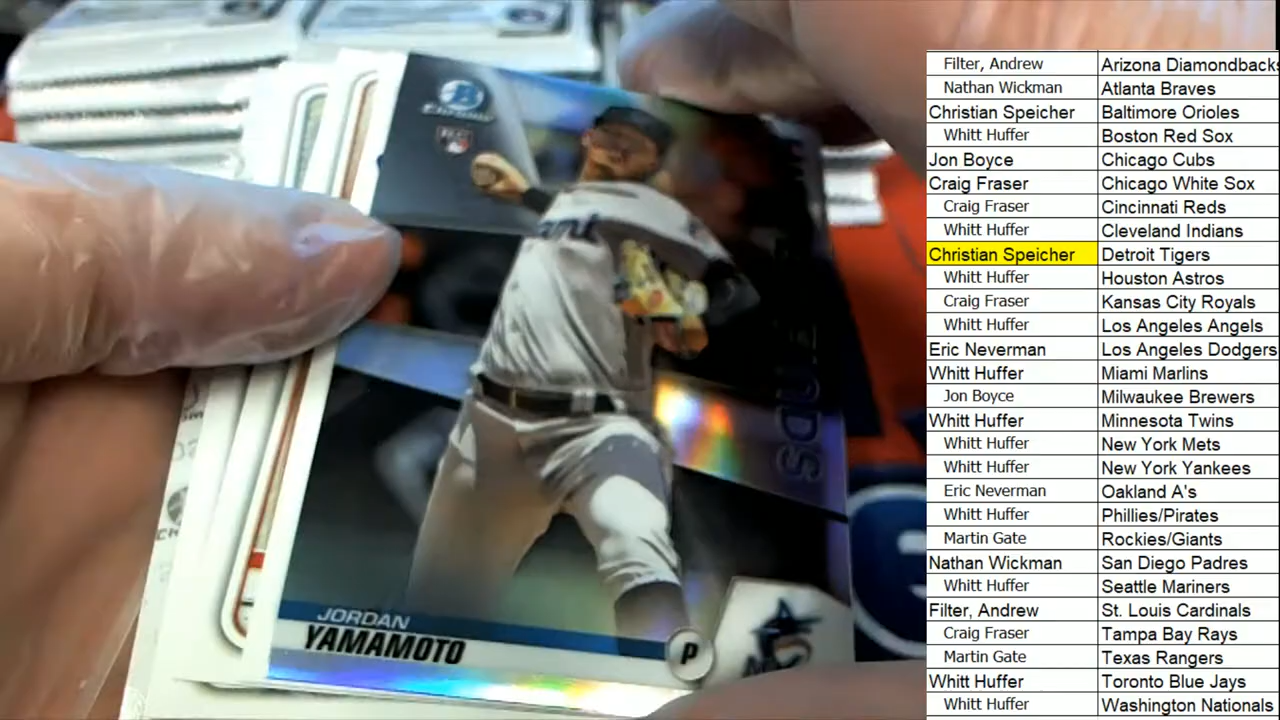 JORDAN
YAMAMOTO
P
Filter, Andrew Arizona Diamondbacks
Nathan Wickman Atlanta Braves
Christian Speicher Baltimore Orioles
Whitt Huffer Boston Red Sox
Jon Boyce Chicago Cubs
Craig Fraser Chicago White Sox
Craig Fraser Cincinnati Reds
Whitt Huffer Cleveland Indians
Christian Speicher Detroit Tigers
Whitt Huffer Houston Astros
Craig Fraser Kansas City Royals
Whitt Huffer Los Angeles Angels
Eric Neverman Los Angeles Dodgers
Whitt Huffer Miami Marlins
Jon Boyce Milwaukee Brewers
Whitt Huffer Minnesota Twins
Whitt Huffer New York Mets
Whitt Huffer New York Yankees
Eric Neverman Oakland A's
Whitt Huffer Phillies/Pirates
Martin Gate Rockies/Giants
Nathan Wickman San Diego Padres
Whitt Huffer Seattle Mariners
Filter, Andrew St. Louis Cardinals
Craig Fraser Tampa Bay Rays
Martin Gate Texas Rangers
Whitt Huffer Toronto Blue Jays
Whitt Huffer Washington Nationals